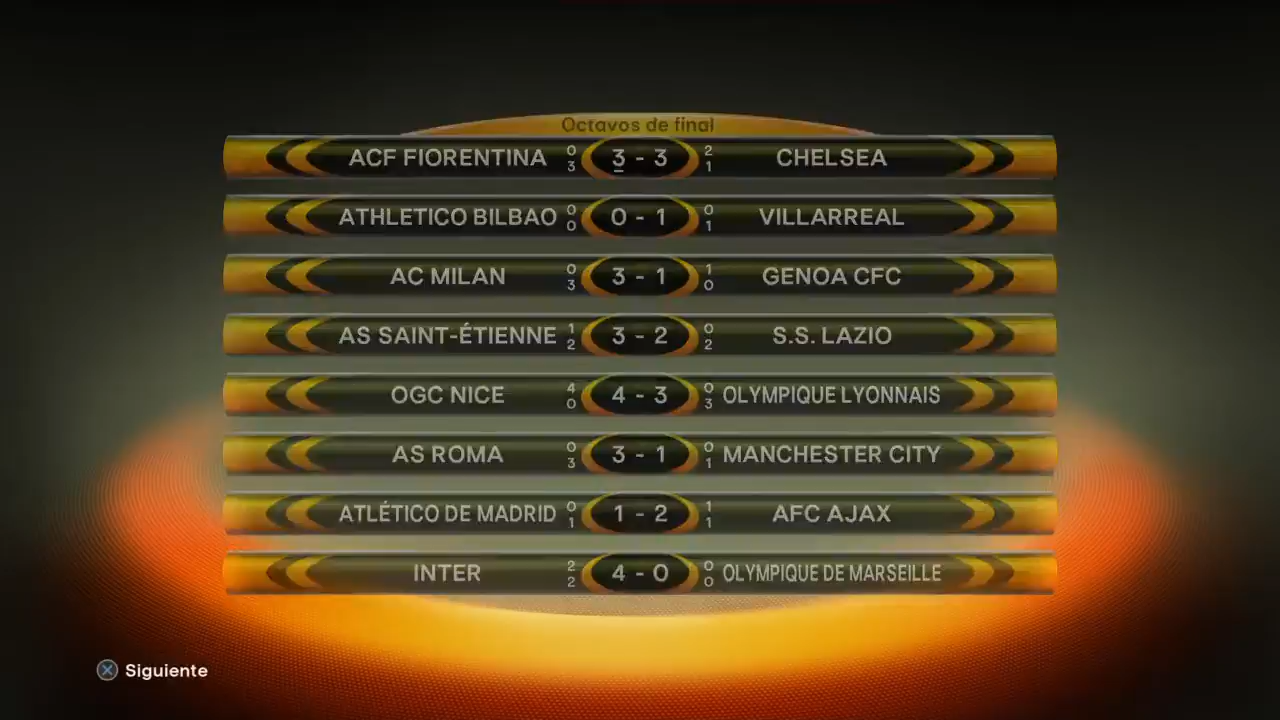 Octavos de final
ACF FIORENTINA 0 3 3 - 3 2 1 CHELSEA
ATHLETICO BILBAO 0 0 0 - 1 0 1 VILLARREAL
AC MILAN 0 3 3 - 1 1 0 GENOA CFC
AS SAINT-ÉTIENNE 1 2 3 - 2 0 2 S.S. LAZIO
OGC NICE 4 0 4 - 3 0 3 OLYMPIQUE LYONNAIS
AS ROMA 0 3 3 - 1 0 1 MANCHESTER CITY
ATLÉTICO DE MADRID 0 1 1 - 2 1 1 AFC AJAX
INTER 2 2 4 - 0 0 0 OLYMPIQUE DE MARSEILLE
Siguiente